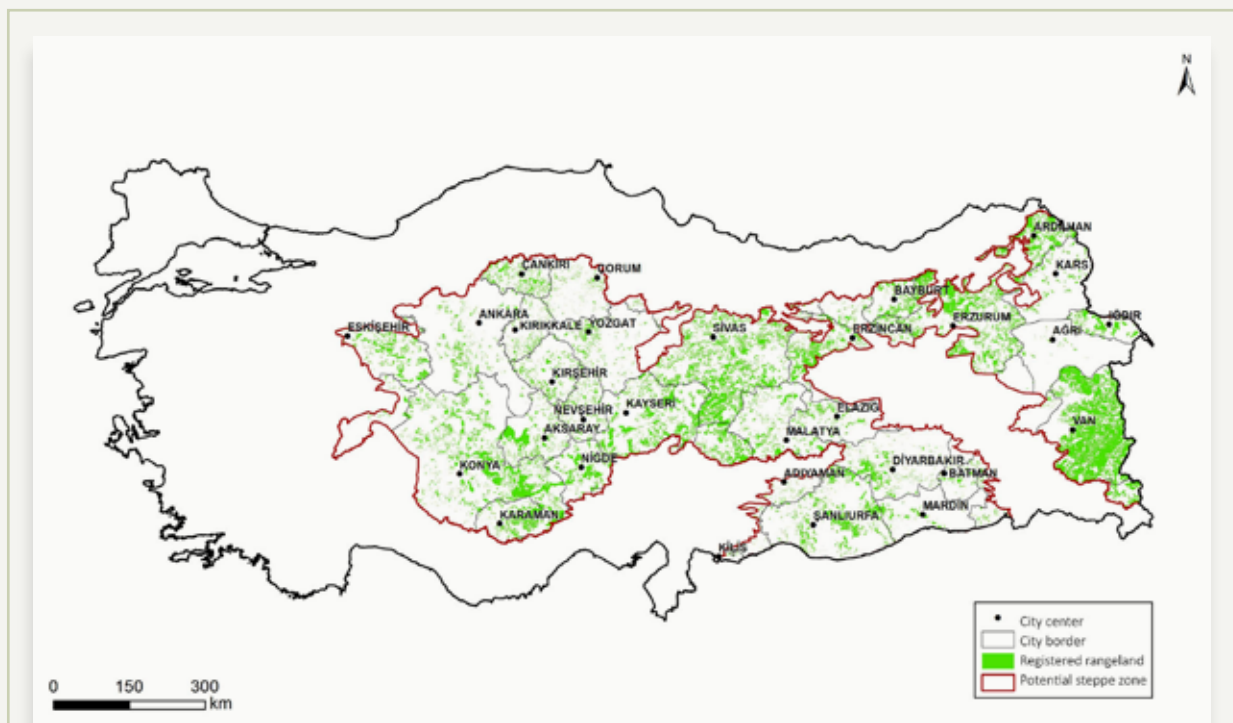 N
ARDAHAN
KARS
ÇANKIRI
ÇORUM
BAYBURT
ANKARA
KIRIKKALE
YOZGAT
SİVAS
ERZİNCAN
ERZURUM
IĞDIR
AĞRI
ESKİŞEHİR
KIRŞEHİR
NEVŞEHİR
KAYSERİ
ELAZIĞ
VAN
AKSARAY
MALATYA
KONYA
NİĞDE
ADIYAMAN
DİYARBAKIR
BATMAN
KARAMAN
ŞANLIURFA
MARDİN
KİLİS
City center
City border
Registered rangeland
Potential steppe zone
0 150 300
km